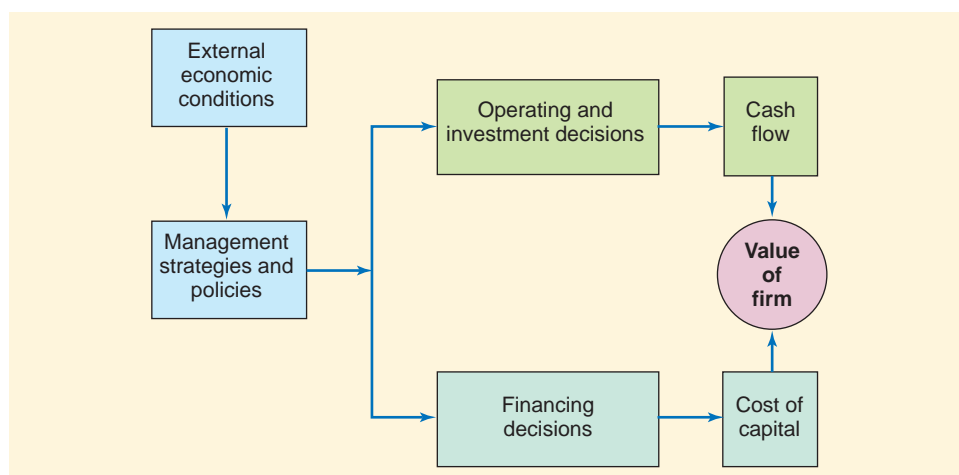 External
economic
conditions
Operating and
investment decisions
Cash
flow
Management
strategies and
policies
Value
of
firm
Financing
decisions
Cost of
capital